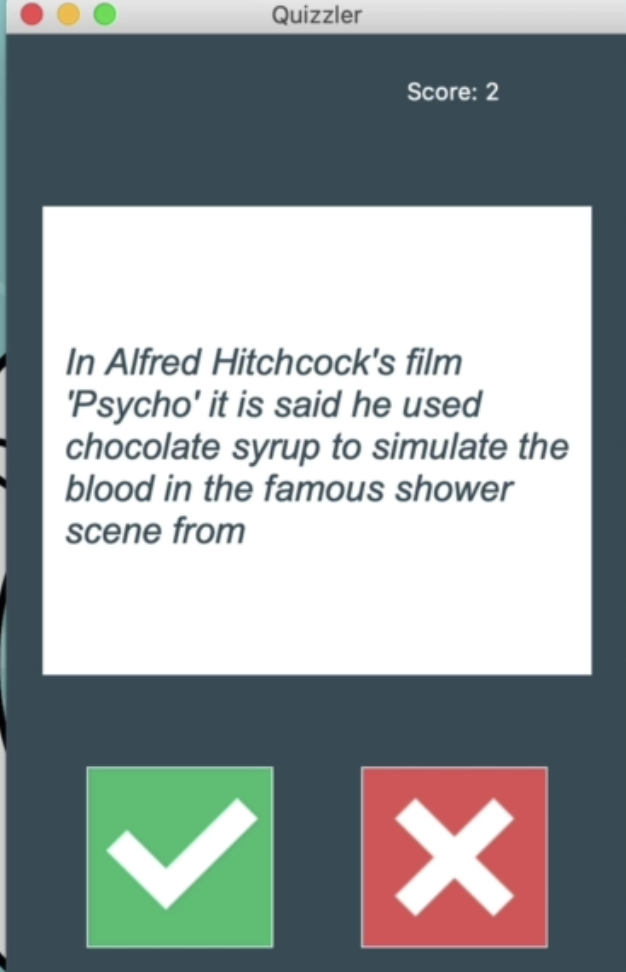 Quizzler
Score: 2
In Alfred Hitchcock's film
'Psycho' it is said he used
chocolate syrup to simulate the
blood in the famous shower
scene from